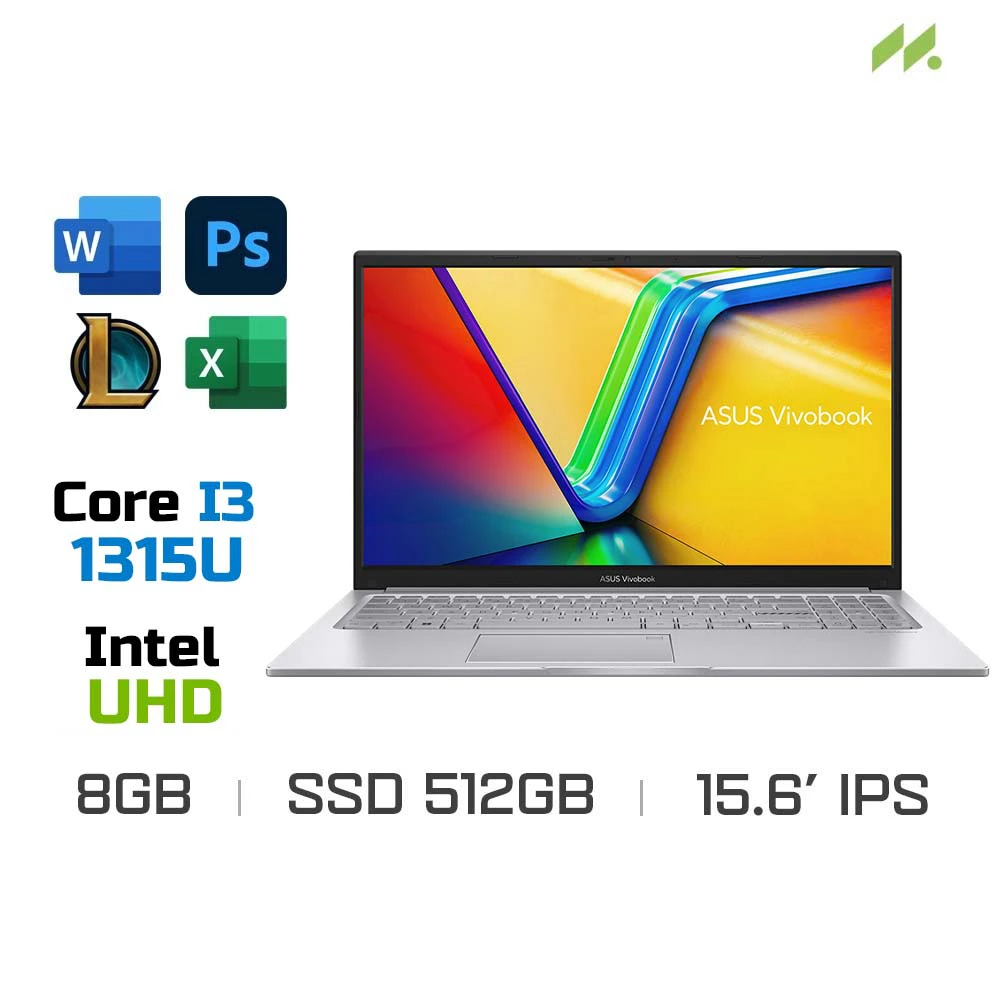 W
Ps
L
X
ASUS Vivobook
ASUS Vivobook
Core I3
1315U
Intel
UHD
8GB | SSD 512GB | 15.6’ IPS